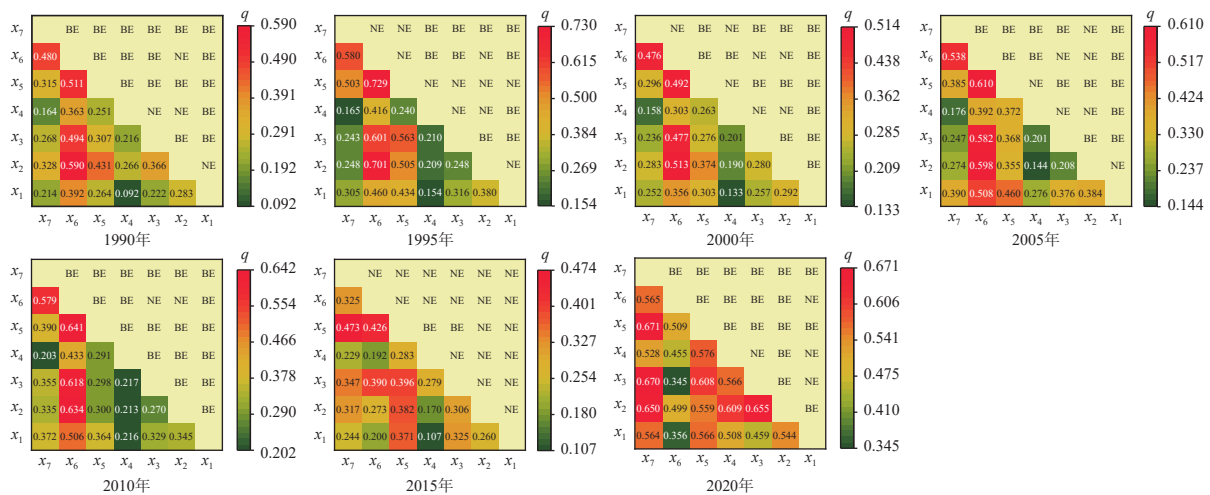 q
x7 BE BE BE BE BE BE
x6 0.480 BE BE BE BE BE
x5 0.315 0.511 BE BE BE BE
x4 0.164 0.363 0.251 NE NE BE
x3 0.268 0.494 0.307 0.216 BE BE
x2 0.328 0.590 0.431 0.266 0.366 NE
x1 0.214 0.392 0.264 0.092 0.222 0.283
x7 x6 x5 x4 x3 x2 x1
1990年
0.590
0.490
0.391
0.291
0.192
0.092
q
x7 NE NE BE NE BE BE
x6 0.580 BE BE NE NE NE
x5 0.503 0.729 NE NE NE NE
x4 0.165 0.416 0.240 NE NE NE
x3 0.243 0.601 0.563 0.210 BE BE
x2 0.248 0.701 0.505 0.209 0.248 BE
x1 0.305 0.460 0.434 0.154 0.316 0.380
x7 x6 x5 x4 x3 x2 x1
1995年
0.730
0.615
0.500
0.384
0.269
0.154
q
x7 NE BE NE BE BE BE
x6 0.476 BE BE NE NE BE
x5 0.296 0.492 BE BE BE BE
x4 0.158 0.303 0.263 NE NE BE
x3 0.236 0.477 0.276 0.201 BE BE
x2 0.283 0.513 0.374 0.190 0.280 BE
x1 0.252 0.356 0.303 0.133 0.257 0.292
x7 x6 x5 x4 x3 x2 x1
2000年
0.514
0.438
0.362
0.285
0.209
0.133
q
x7 BE BE BE BE BE BE
x6 0.538 BE BE NE NE BE
x5 0.385 0.610 BE NE NE NE
x4 0.176 0.392 0.372 NE NE NE
x3 0.247 0.582 0.368 0.201 BE BE
x2 0.274 0.598 0.355 0.144 0.208 NE
x1 0.390 0.508 0.460 0.276 0.376 0.384
x7 x6 x5 x4 x3 x2 x1
2005年
0.610
0.517
0.424
0.330
0.237
0.144
q
x7 BE BE BE BE BE BE
x6 0.579 BE BE NE NE BE
x5 0.390 0.641 BE BE BE BE
x4 0.203 0.433 0.291 BE BE BE
x3 0.355 0.618 0.298 0.217 BE BE
x2 0.335 0.634 0.300 0.213 0.270 BE
x1 0.372 0.506 0.364 0.216 0.329 0.345
x7 x6 x5 x4 x3 x2 x1
2010年
0.642
0.554
0.466
0.378
0.290
0.202
q
x7 NE NE NE NE NE NE
x6 0.325 NE NE NE NE NE
x5 0.473 0.426 BE NE NE NE
x4 0.229 0.192 0.283 NE NE NE
x3 0.347 0.390 0.396 0.279 NE NE
x2 0.317 0.273 0.382 0.170 0.306 NE
x1 0.244 0.200 0.371 0.107 0.325 0.260
x7 x6 x5 x4 x3 x2 x1
2015年
0.474
0.401
0.327
0.254
0.180
0.107
q
x7 BE BE BE BE BE BE
x6 0.565 BE BE BE BE NE
x5 0.671 0.509 BE NE NE BE
x4 0.528 0.455 0.576 NE BE NE
x3 0.670 0.345 0.608 0.566 BE NE
x2 0.650 0.499 0.559 0.609 0.655 BE
x1 0.564 0.356 0.566 0.508 0.459 0.544
x7 x6 x5 x4 x3 x2 x1
2020年
0.671
0.606
0.541
0.475
0.410
0.345